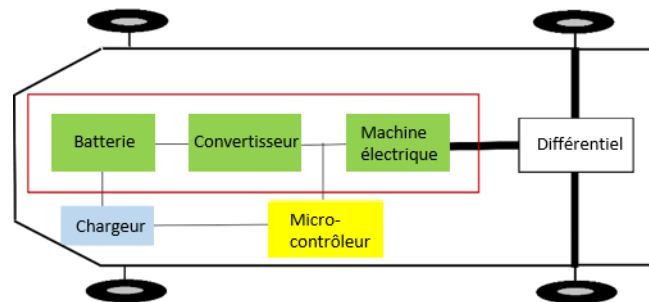 Batterie
Convertisseur
Machine
électrique
Différentiel
Chargeur
Micro-
contrôleur